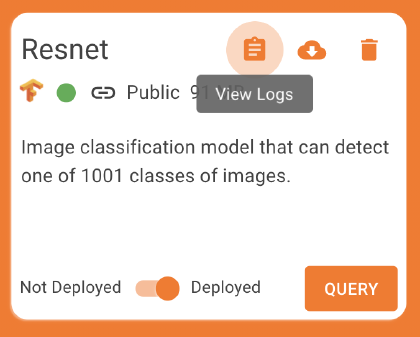 Resnet
Public
View Logs
Image classification model that can detect
one of 1001 classes of images.
Not Deployed Deployed
QUERY